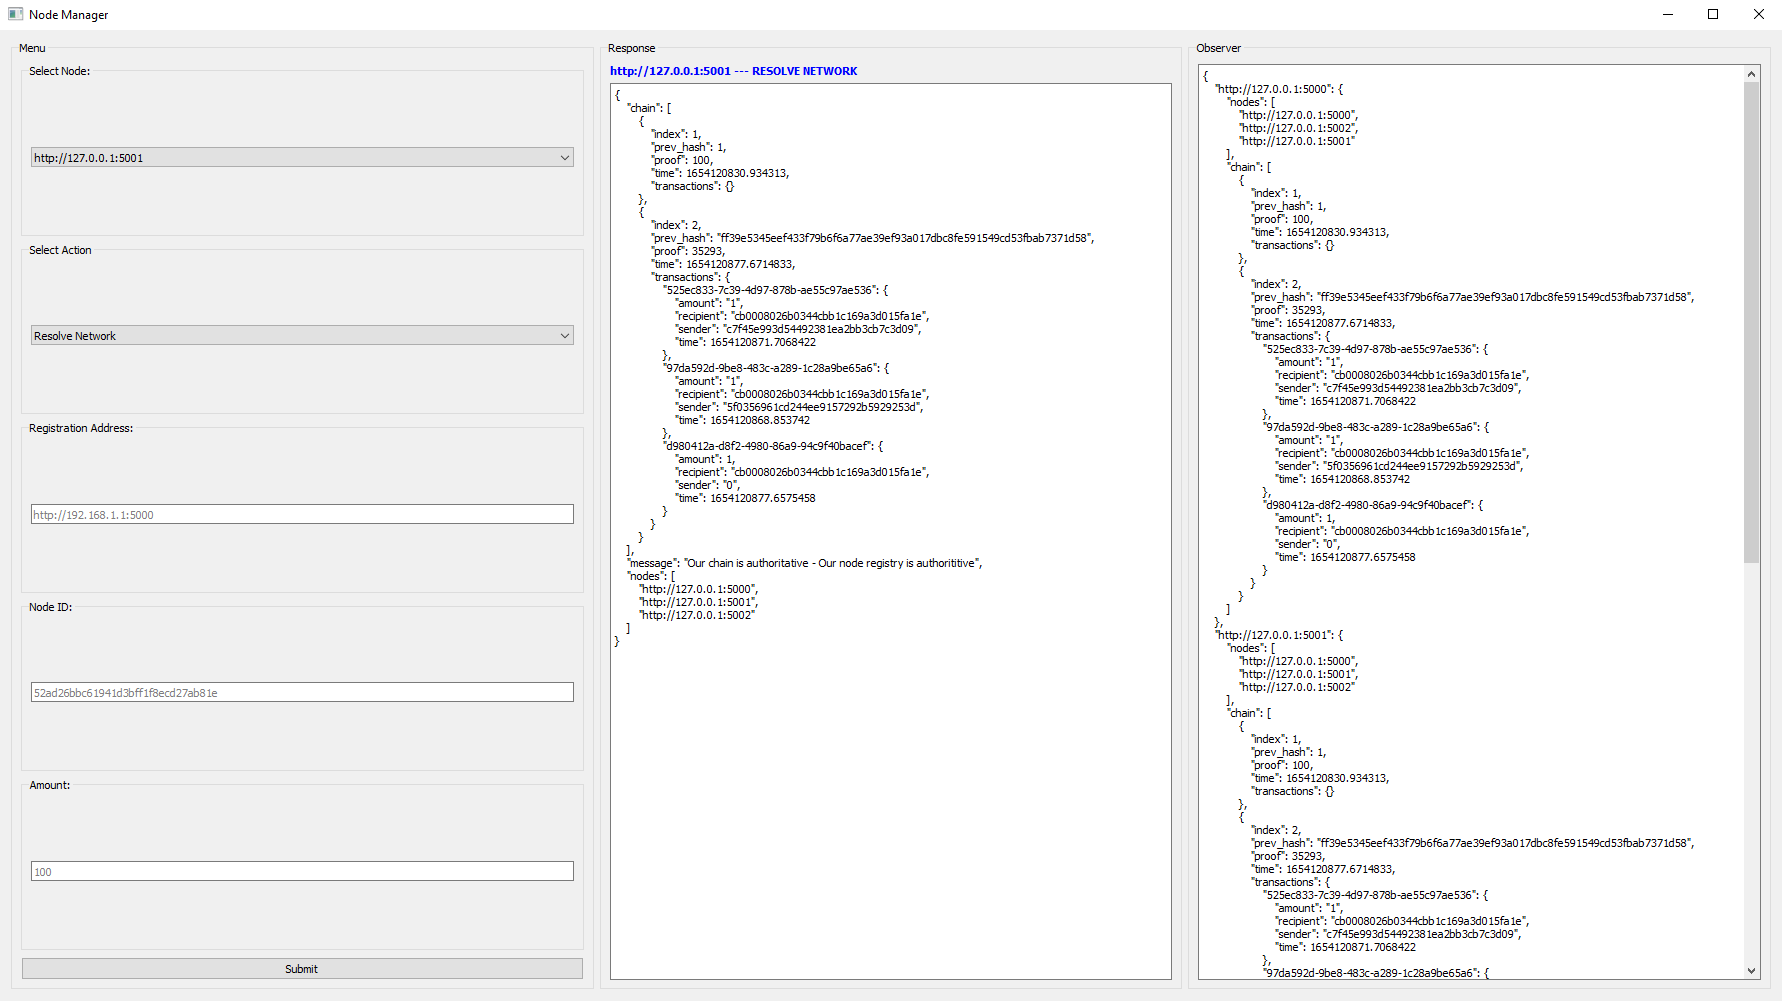 Node Manager
Menu
Select Node:
http://127.0.0.1:5001
Select Action
Resolve Network
Registration Address:
http://192.168.1.1:5000
Node ID:
52ad26bbc61941d3bff1f8ecd27ab81e
Amount:
100
Submit
Response
http://127.0.0.1:5001 --- RESOLVE NETWORK
{
"chain": [
{
"index": 1,
"prev_hash": 1,
"proof": 100,
"time": 1654120830.934313,
"transactions": {}
},
{
"index": 2,
"prev_hash": "ff39e5345eef433f79b6f6a77ae39ef93a017dbc8fe591549cd53fbab7371d58",
"proof": 35293,
"time": 1654120877.6714833,
"transactions": {
"525ec833-7c39-4d97-878b-ae55c97ae536": {
"amount": "1",
"recipient": "cb0008026b0344cbb1c169a3d015fa1e",
"sender": "c7f45e993d54492381ea2bb3cb7c3d09",
"time": 1654120871.7068422
},
"97da592d-9be8-483c-a289-1c28a9be65a6": {
"amount": "1",
"recipient": "cb0008026b0344cbb1c169a3d015fa1e",
"sender": "5f0356961cd244ee9157292b5929253d",
"time": 1654120868.853742
},
"d980412a-d8f2-4980-86a9-94c9f40bacef": {
"amount": 1,
"recipient": "cb0008026b0344cbb1c169a3d015fa1e",
"sender": "0",
"time": 1654120877.6575458
}
}
}
],
"message": "Our chain is authoritative - Our node registry is authorititive",
"nodes": [
"http://127.0.0.1:5000",
"http://127.0.0.1:5001",
"http://127.0.0.1:5002"
]
}
Observer
{
"http://127.0.0.1:5000": {
"nodes": [
"http://127.0.0.1:5000",
"http://127.0.0.1:5002",
"http://127.0.0.1:5001"
],
"chain": [
{
"index": 1,
"prev_hash": 1,
"proof": 100,
"time": 1654120830.934313,
"transactions": {}
},
{
"index": 2,
"prev_hash": "ff39e5345eef433f79b6f6a77ae39ef93a017dbc8fe591549cd53fbab7371d58",
"proof": 35293,
"time": 1654120877.6714833,
"transactions": {
"525ec833-7c39-4d97-878b-ae55c97ae536": {
"amount": "1",
"recipient": "cb0008026b0344cbb1c169a3d015fa1e",
"sender": "c7f45e993d54492381ea2bb3cb7c3d09",
"time": 1654120871.7068422
},
"97da592d-9be8-483c-a289-1c28a9be65a6": {
"amount": "1",
"recipient": "cb0008026b0344cbb1c169a3d015fa1e",
"sender": "5f0356961cd244ee9157292b5929253d",
"time": 1654120868.853742
},
"d980412a-d8f2-4980-86a9-94c9f40bacef": {
"amount": 1,
"recipient": "cb0008026b0344cbb1c169a3d015fa1e",
"sender": "0",
"time": 1654120877.6575458
}
}
}
]
},
"http://127.0.0.1:5001": {
"nodes": [
"http://127.0.0.1:5000",
"http://127.0.0.1:5001",
"http://127.0.0.1:5002"
],
"chain": [
{
"index": 1,
"prev_hash": 1,
"proof": 100,
"time": 1654120830.934313,
"transactions": {}
},
{
"index": 2,
"prev_hash": "ff39e5345eef433f79b6f6a77ae39ef93a017dbc8fe591549cd53fbab7371d58",
"proof": 35293,
"time": 1654120877.6714833,
"transactions": {
"525ec833-7c39-4d97-878b-ae55c97ae536": {
"amount": "1",
"recipient": "cb0008026b0344cbb1c169a3d015fa1e",
"sender": "c7f45e993d54492381ea2bb3cb7c3d09",
"time": 1654120871.7068422
},
"97da592d-9be8-483c-a289-1c28a9be65a6": {